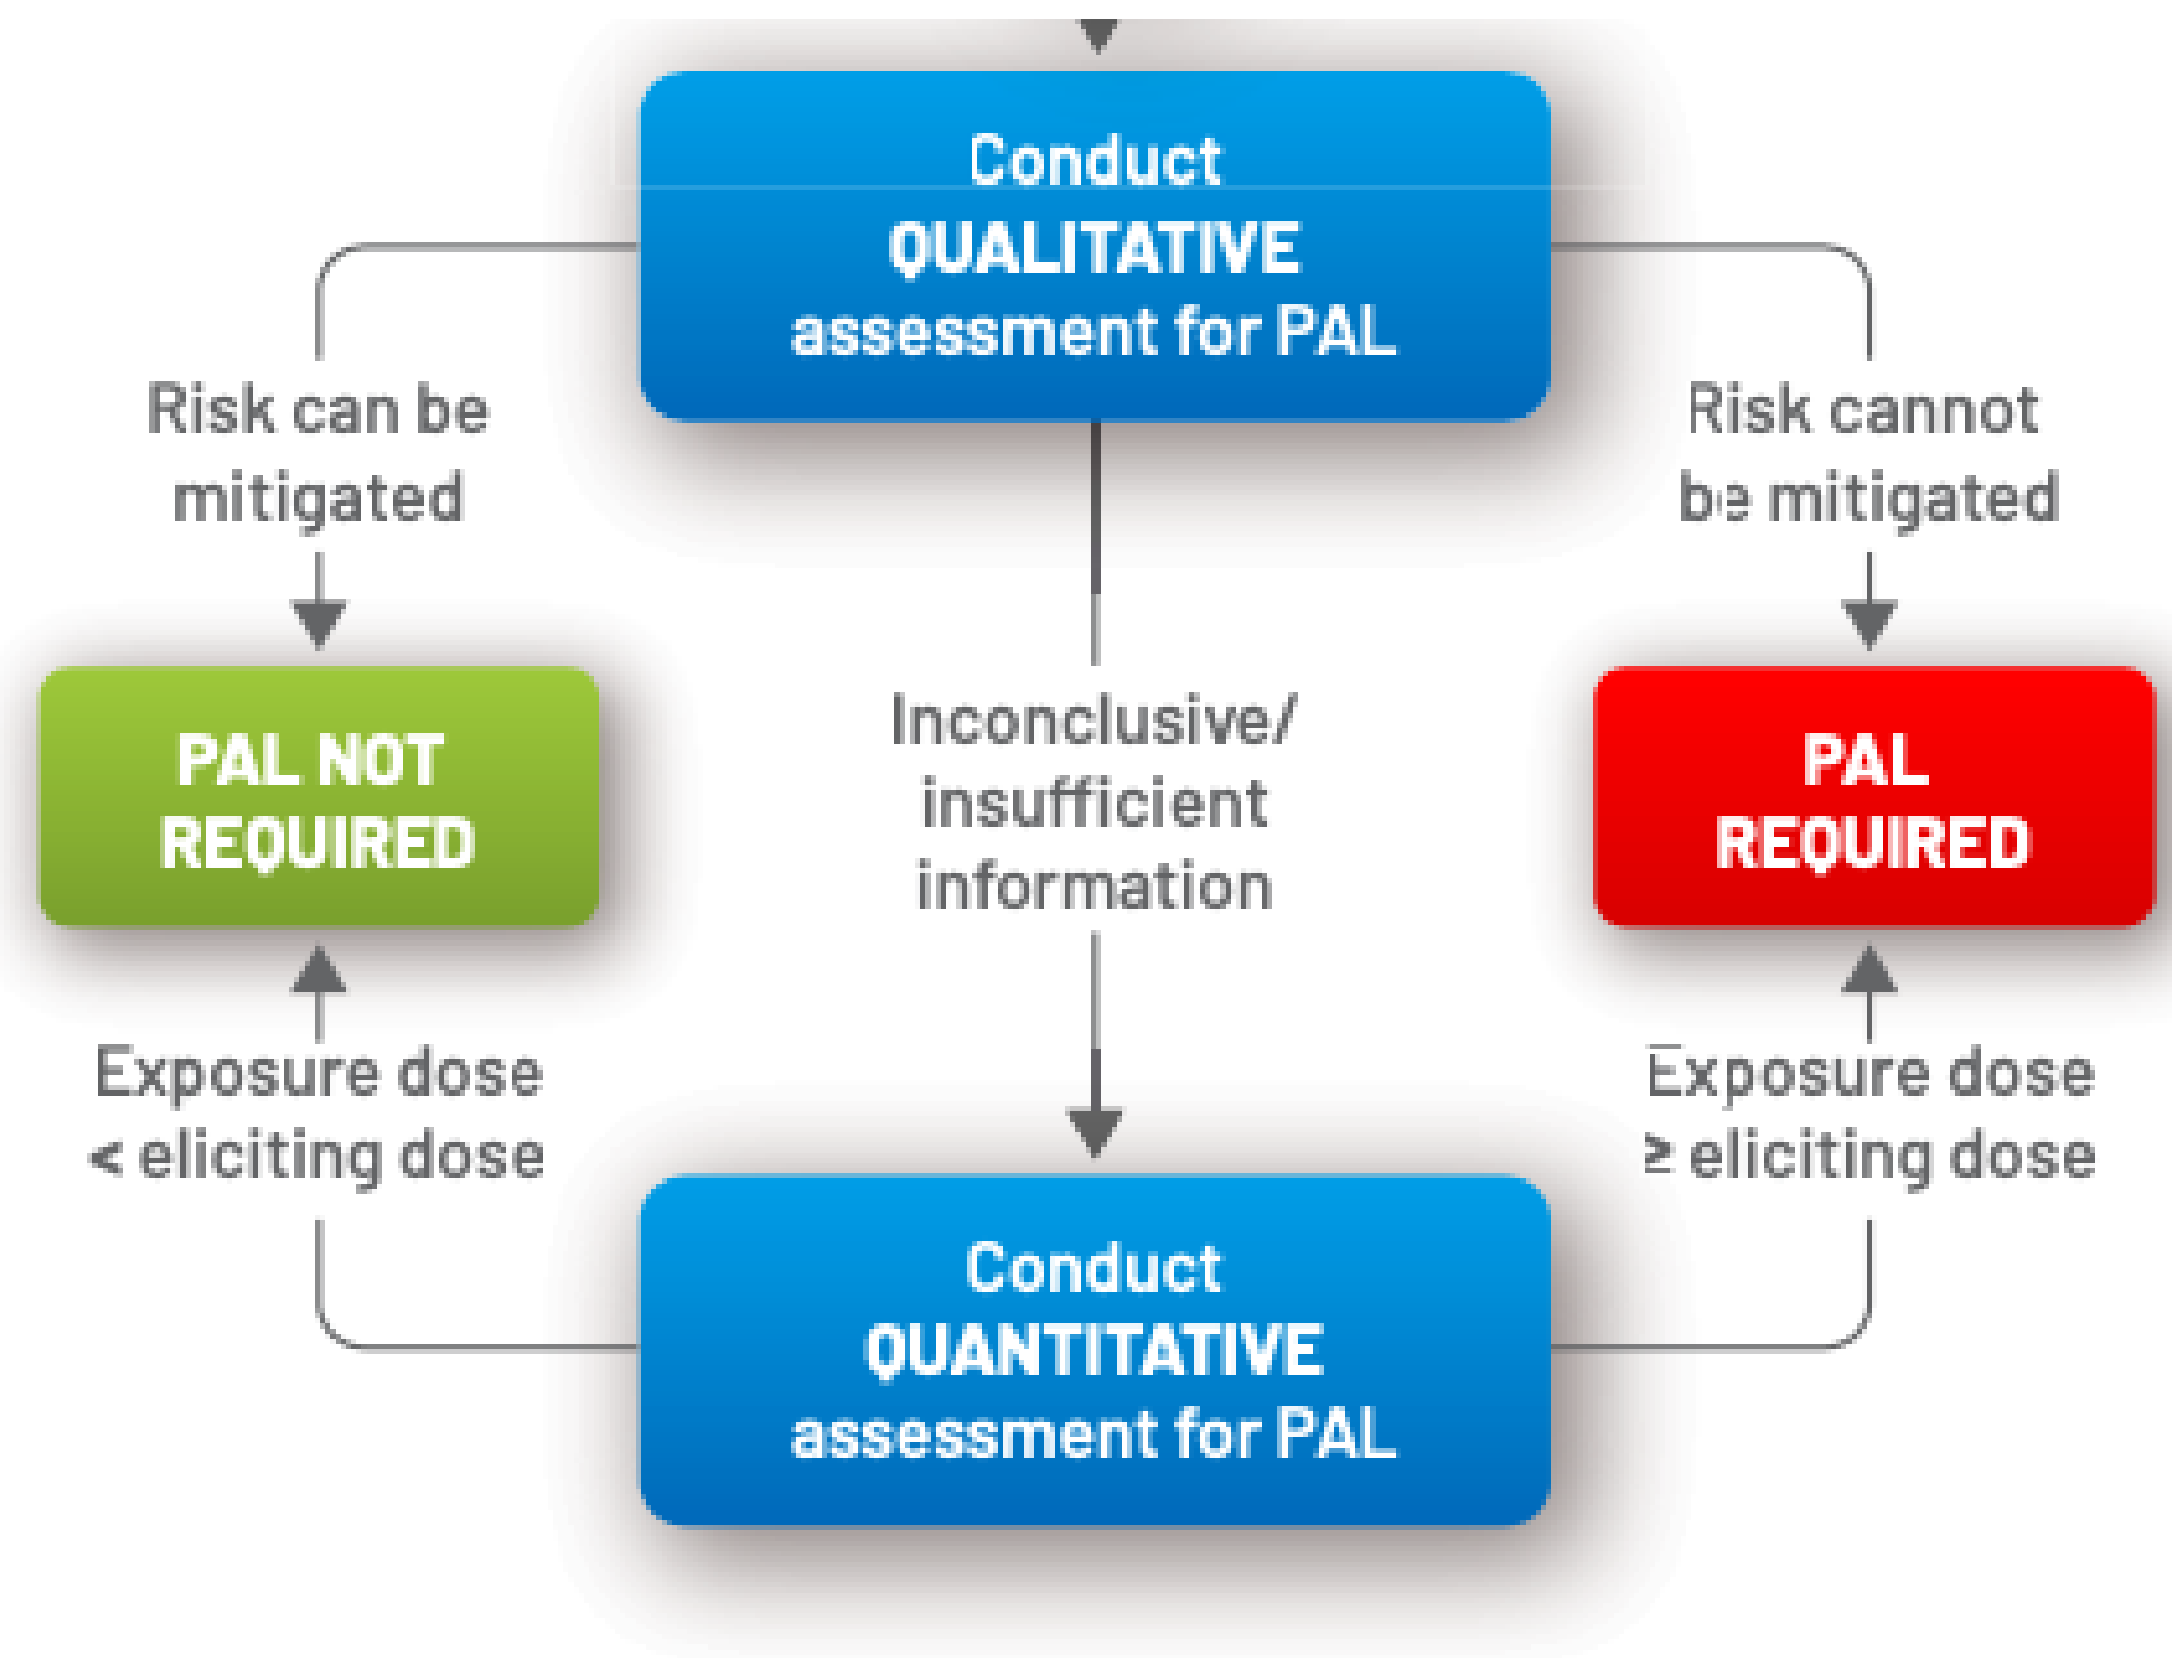 Conduct
QUALITATIVE
assessment for PAL
Risk can be
mitigated
Risk cannot
be mitigated
PAL NOT
REQUIRED
Inconclusive/
insufficient
information
PAL
REQUIRED
Exposure dose
< eliciting dose
Exposure dose
≥ eliciting dose
Conduct
QUANTITATIVE
assessment for PAL